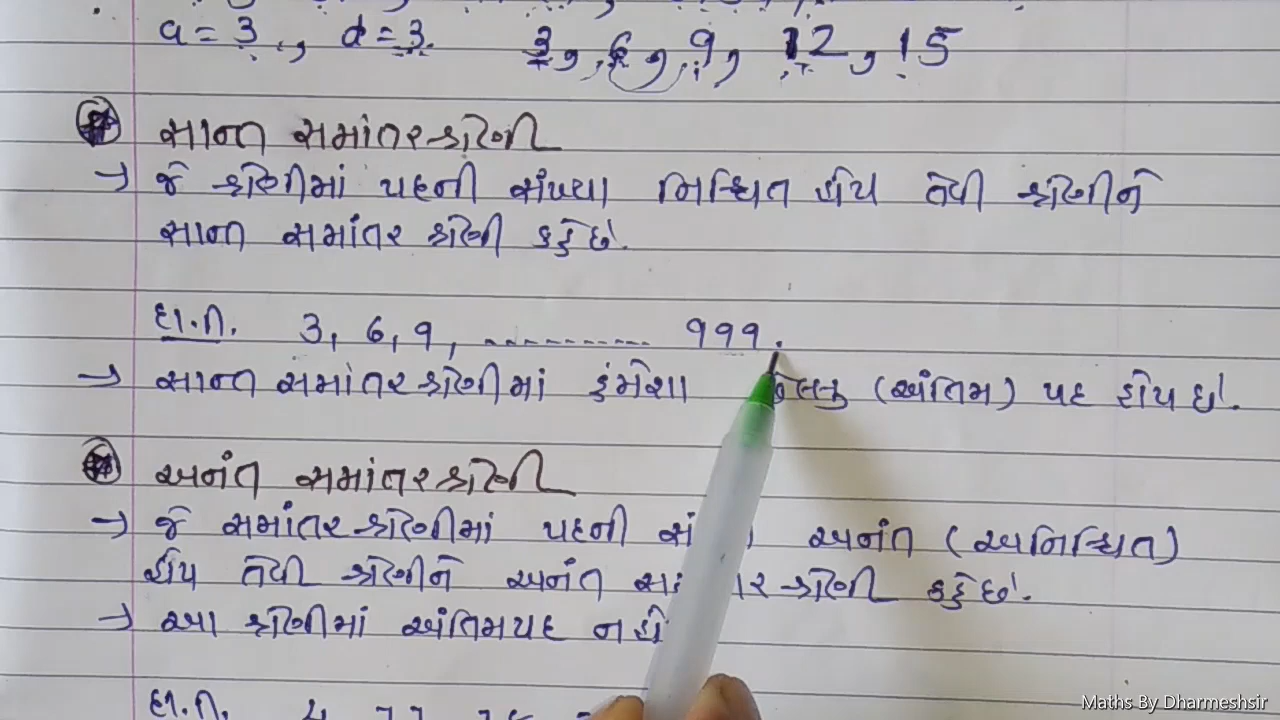 a = 3 , d = 3 3, 6, 9, 12, 15
સાન્ત સમાંતર શ્રેણી
→ જે શ્રેણીમાં પદની સંખ્યા નિશ્ચિત હોય તેવી શ્રેણીને
સાન્ત સમાંતર શ્રેણી કહે છે.
દા.ત. 3, 6, 9, ........... 999.
→ સાન્ત સમાંતર શ્રેણીમાં હંમેશા છેલ્લુ (અંતિમ) પદ હોય છે.
અનંત સમાંતર શ્રેણી
→ જે સમાંતર શ્રેણીમાં પદની અનંત (અનિશ્ચિત)
હોય તેવી શ્રેણીને અનંત શ્રેણી કહે છે.
→ આ શ્રેણીમાં અંતિમપદ
દા.ત.
Maths By Dharmeshsir